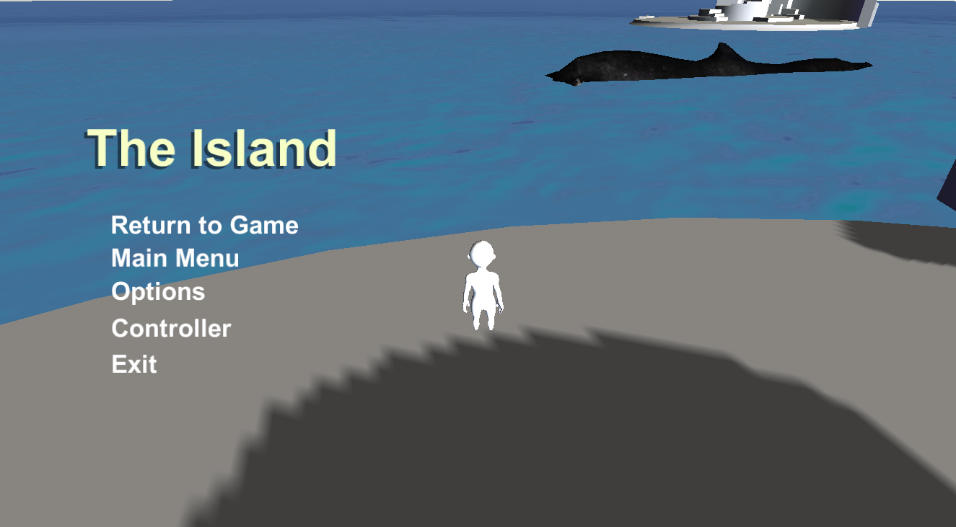 The Island
Return to Game
Main Menu
Options
Controller
Exit